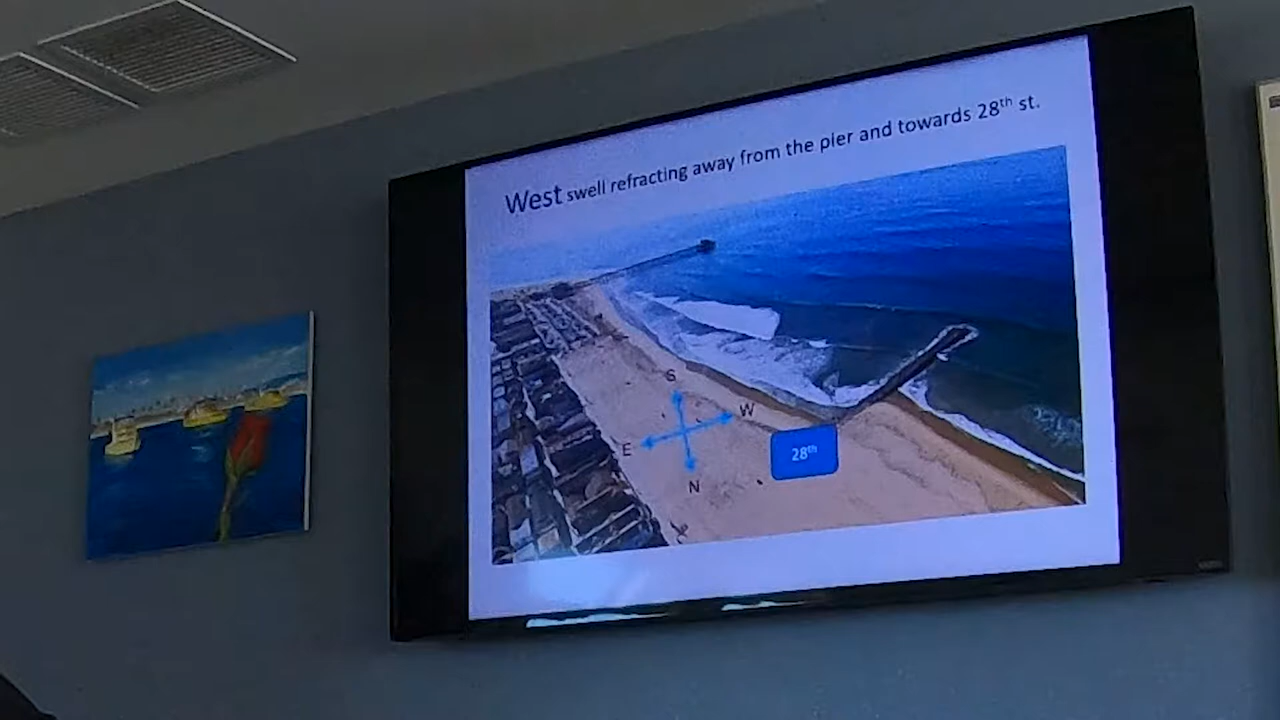 West swell refracting away from the pier and towards 28th st.
S
W
E
28th
N